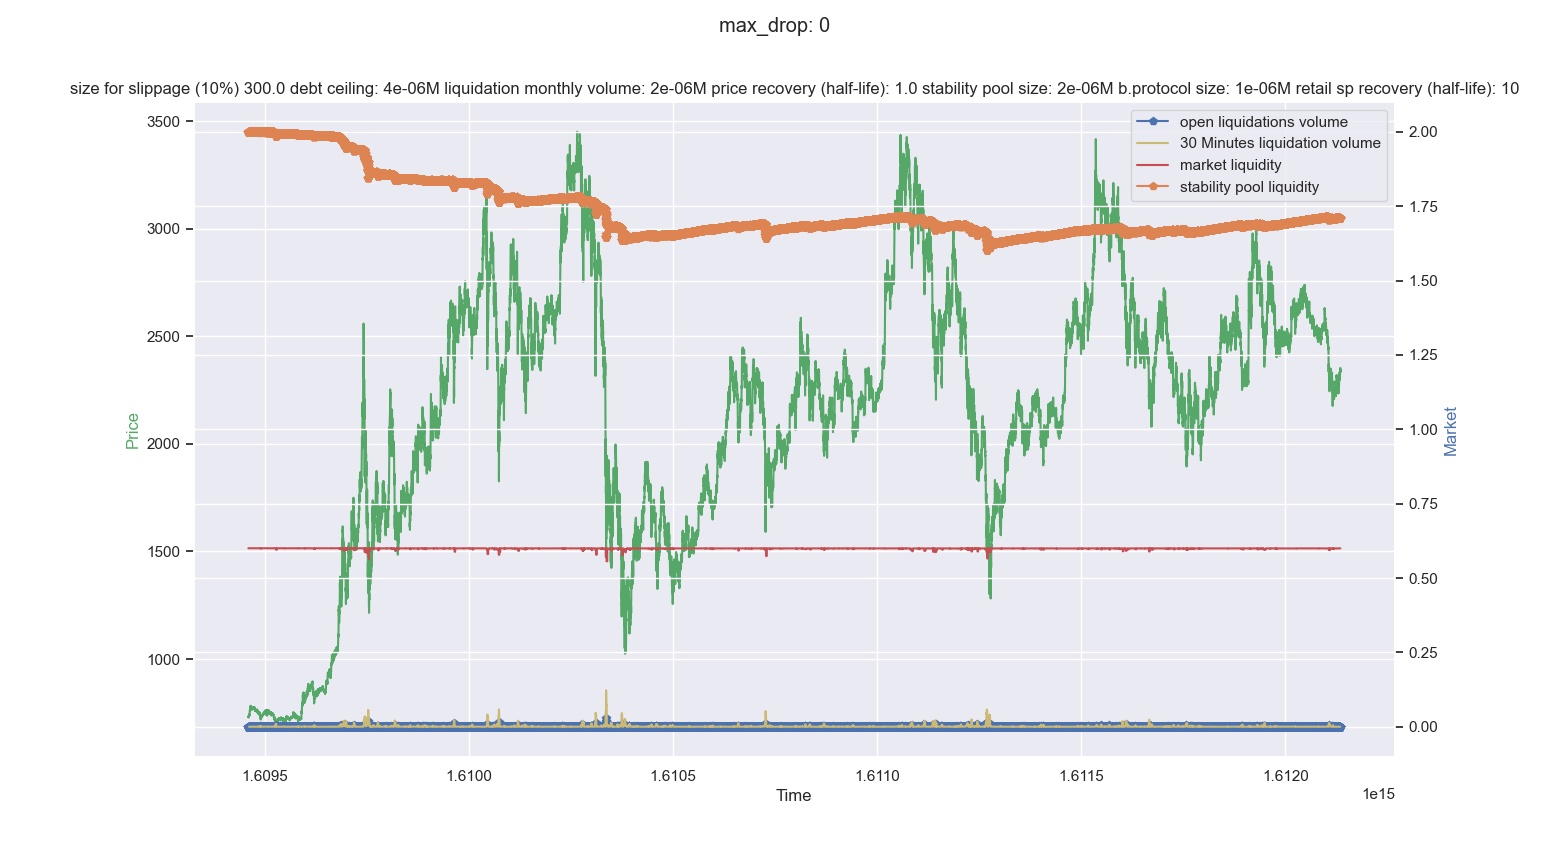 max_drop: 0
size for slippage (10%) 300.0 debt ceiling: 4e-06M liquidation monthly volume: 2e-06M price recovery (half-life): 1.0 stability pool size: 2e-06M b.protocol size: 1e-06M retail sp recovery (half-life): 10
open liquidations volume
30 Minutes liquidation volume
market liquidity
stability pool liquidity
3500
3000
2500
2000
1500
1000
Price
2.00
1.75
1.50
1.25
1.00
0.75
0.50
0.25
0.00
Market
1.6095 1.6100 1.6105 1.6110 1.6115 1.6120
Time
1e15